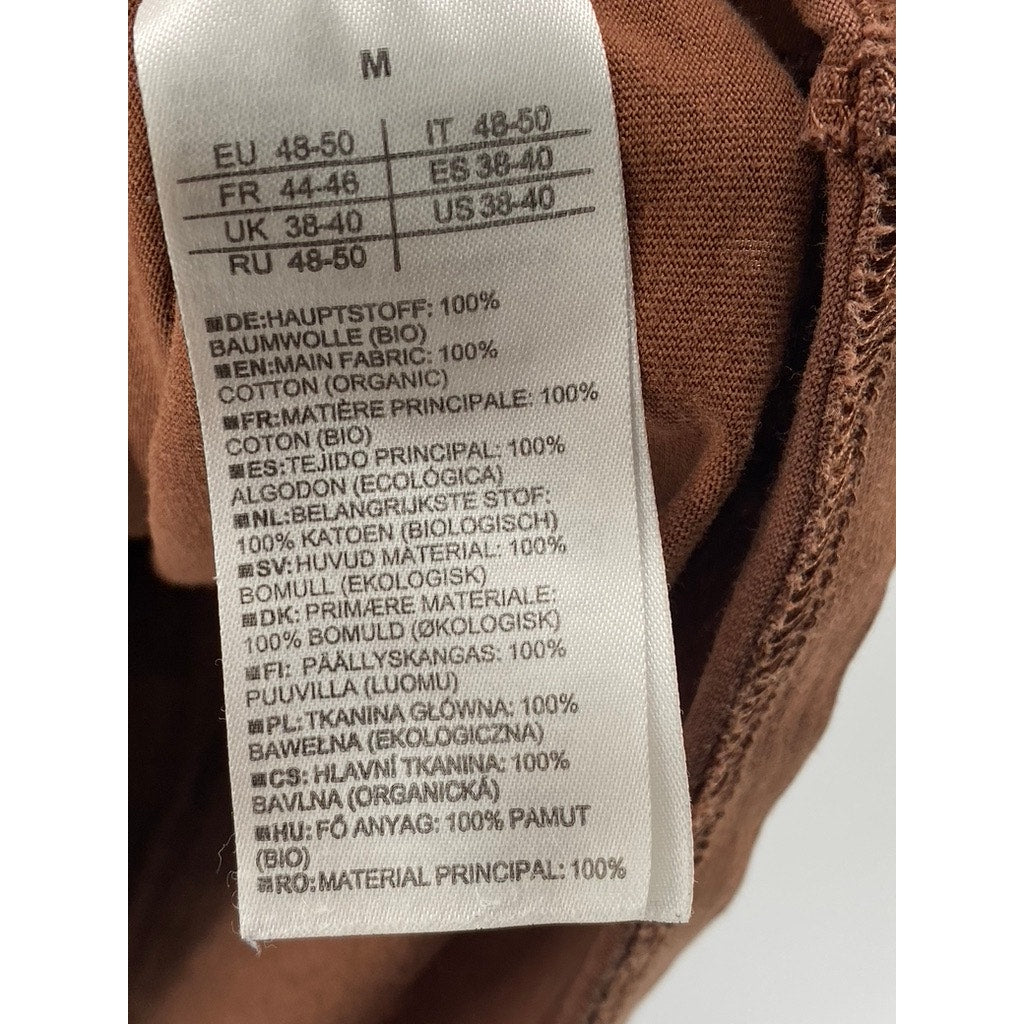 M
EU 48-50 IT 48-50
FR 44-46 ES 38-40
UK 38-40 US 38-40
RU 48-50
DE:HAUPTSTOFF: 100%
BAUMWOLLE (BIO)
EN:MAIN FABRIC: 100%
COTTON (ORGANIC)
FR:MATIÈRE PRINCIPALE: 100%
COTON (BIO)
ES:TEJIDO PRINCIPAL: 100%
ALGODON (ECOLÓGICA)
NL:BELANGRIJKSTE STOF:
100% KATOEN (BIOLOGISCH)
SV:HUVUD MATERIAL: 100%
BOMULL (EKOLOGISK)
DK: PRIMÆRE MATERIALE:
100% BOMULD (ØKOLOGISK)
FI: PÄÄLLYSKANGAS: 100%
PUUVILLA (LUOMU)
PL:TKANINA GŁÓWNA: 100%
BAWEŁNA (EKOLOGICZNA)
CS: HLAVNÍ TKANINA: 100%
BAVLNA (ORGANICKÁ)
HU: FŐ ANYAG: 100% PAMUT
(BIO)
RO:MATERIAL PRINCIPAL: 100%